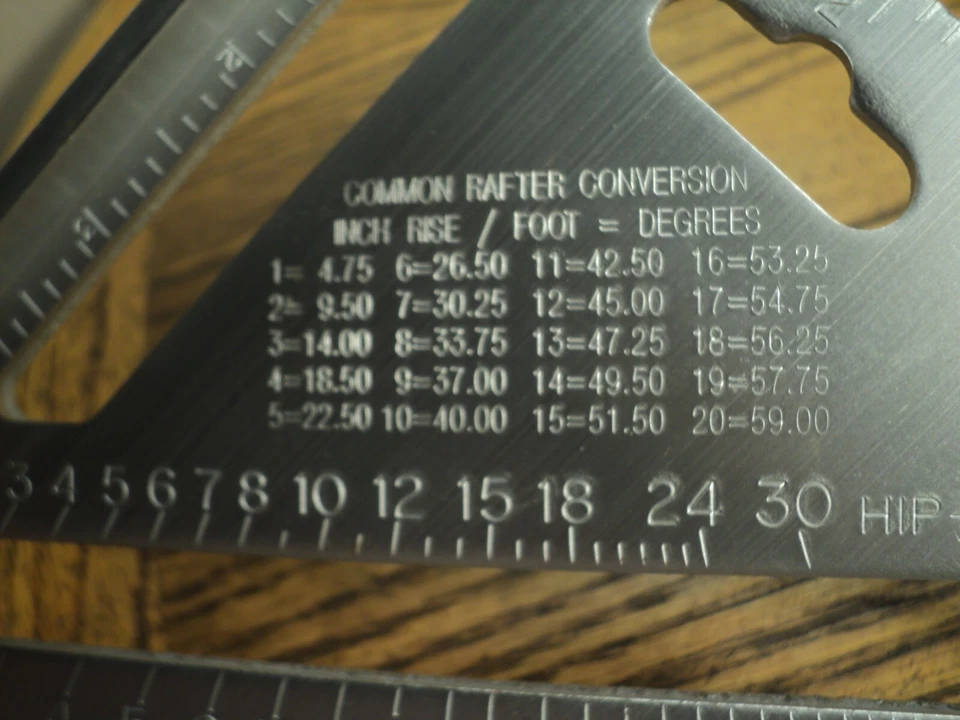 COMMON RAFTER CONVERSION
INCH RISE / FOOT = DEGREES
1= 4.75 6=26.50 11=42.50 16=53.25
2= 9.50 7=30.25 12=45.00 17=54.75
3=14.00 8=33.75 13=47.25 18=56.25
4=18.50 9=37.00 14=49.50 19=57.75
5=22.50 10=40.00 15=51.50 20=59.00
3 4 5 6 7 8 10 12 15 18 24 30 HIP-